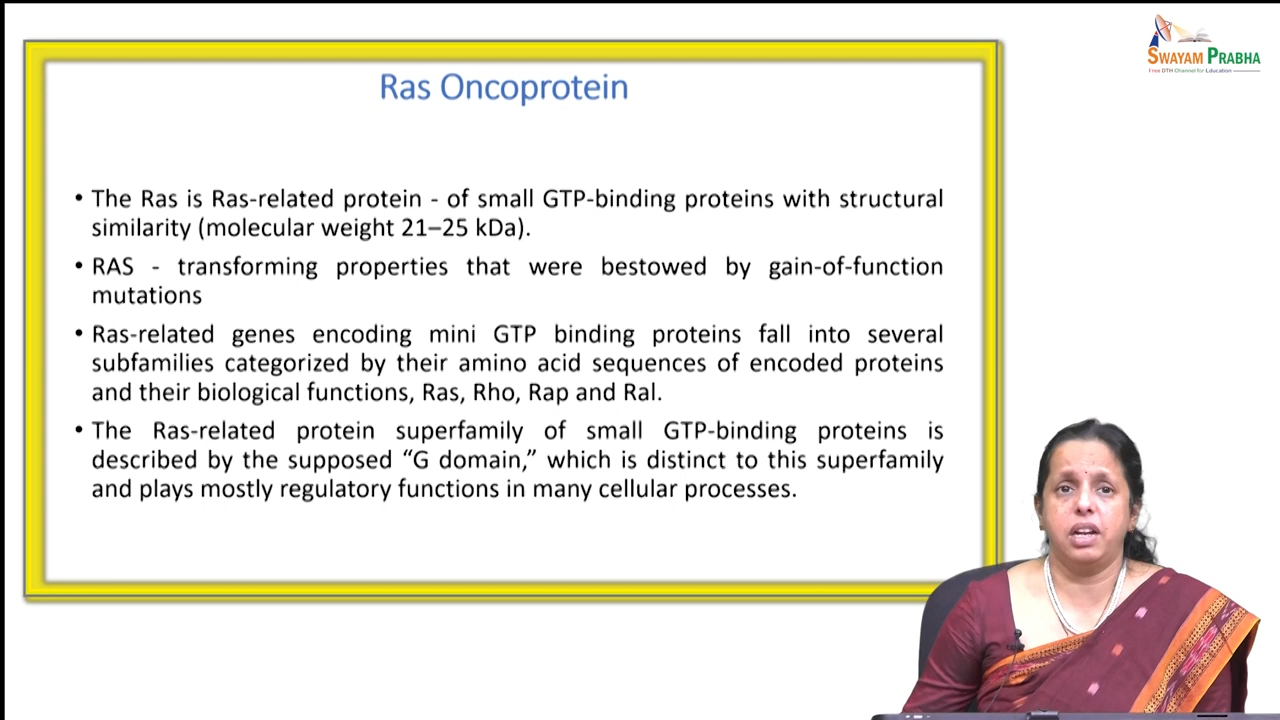 SWAYAM PRABHA
Free DTH Channel for Education
Ras Oncoprotein
• The Ras is Ras-related protein - of small GTP-binding proteins with structural
similarity (molecular weight 21–25 kDa).
• RAS - transforming properties that were bestowed by gain-of-function
mutations
• Ras-related genes encoding mini GTP binding proteins fall into several
subfamilies categorized by their amino acid sequences of encoded proteins
and their biological functions, Ras, Rho, Rap and Ral.
• The Ras-related protein superfamily of small GTP-binding proteins is
described by the supposed “G domain,” which is distinct to this superfamily
and plays mostly regulatory functions in many cellular processes.